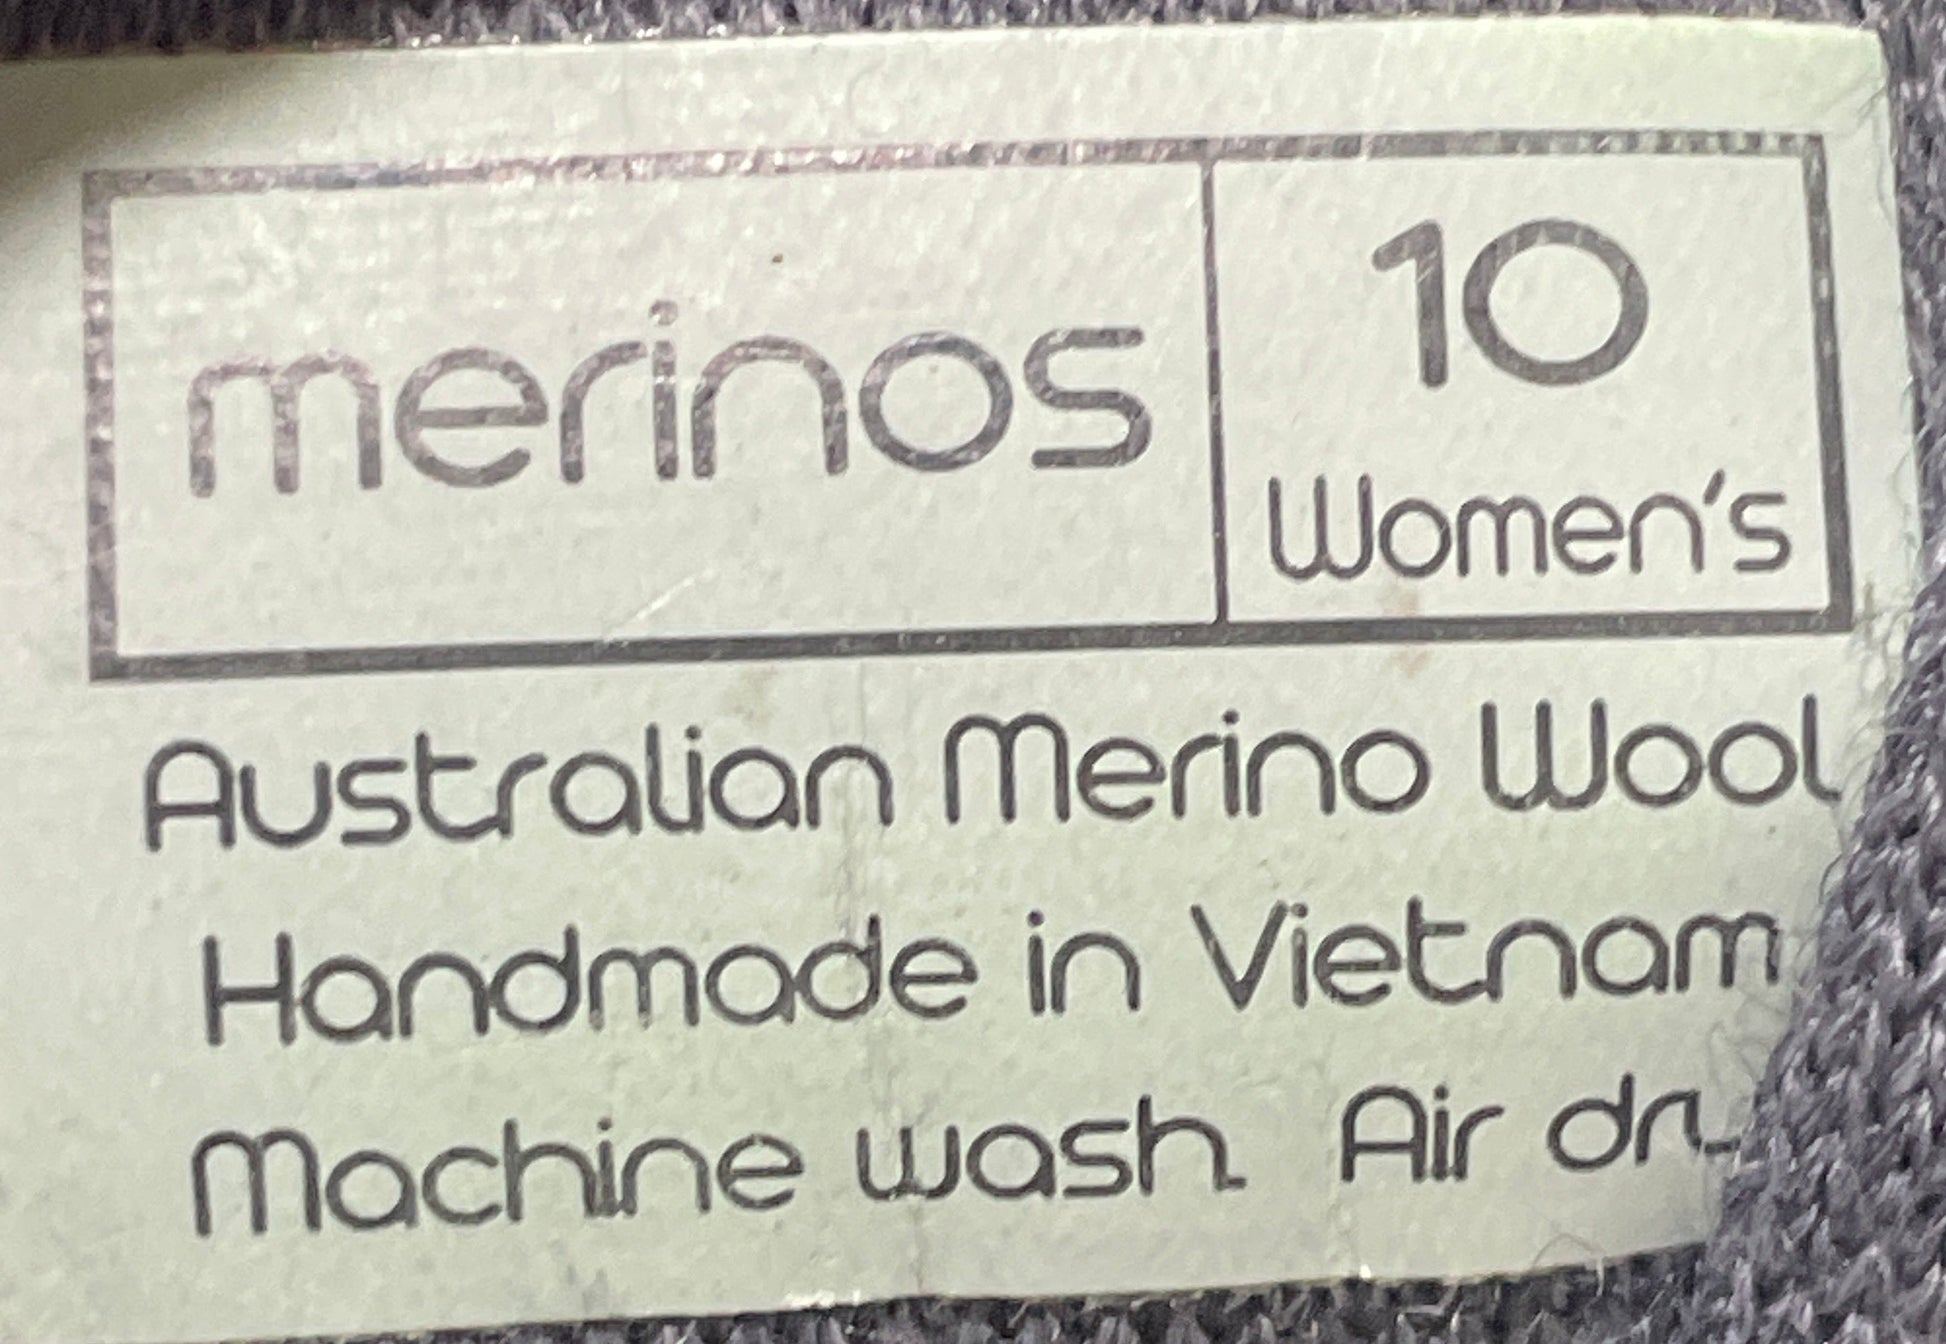 merinos
10
Women's
Australian Merino Wool
Handmade in Vietnam
Machine wash. Air